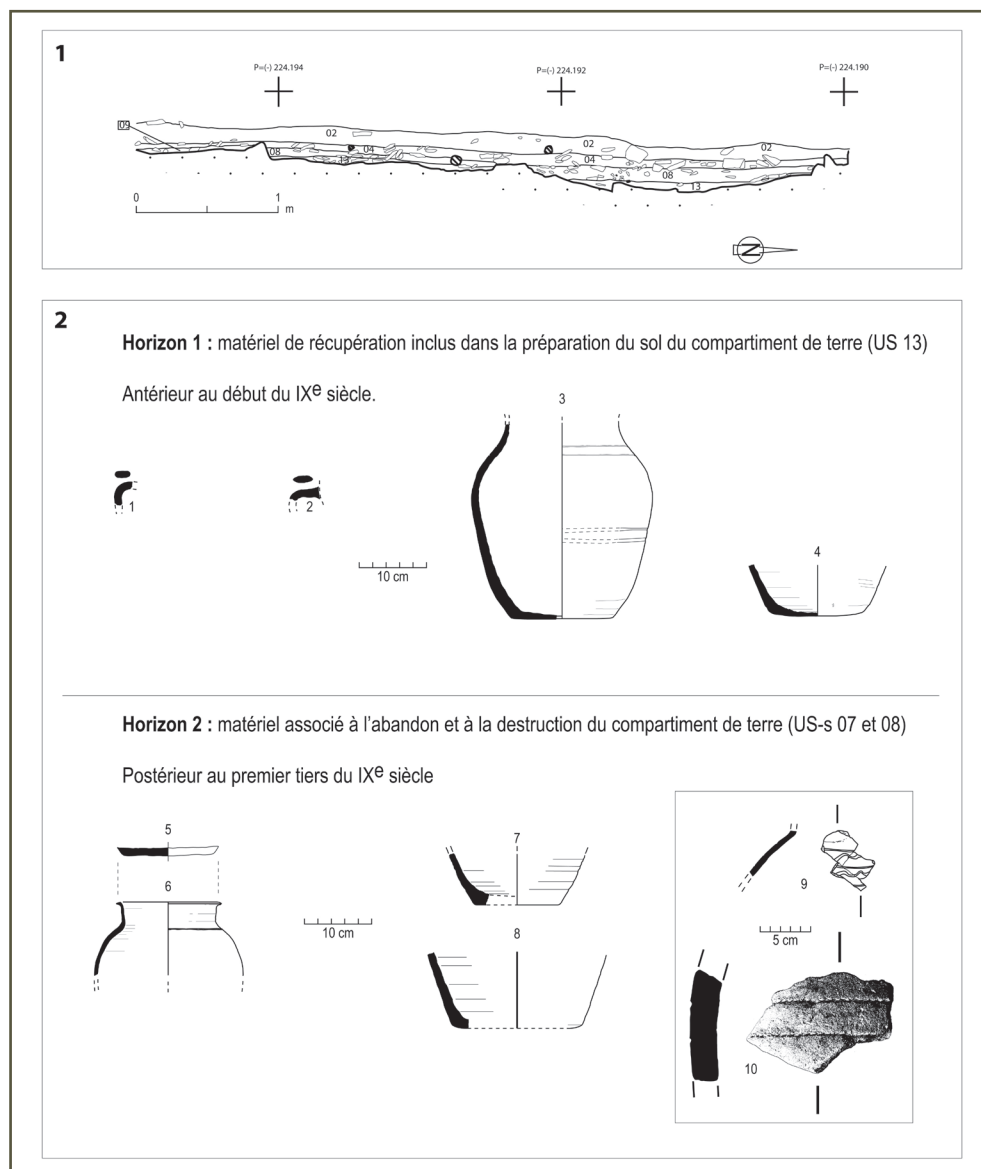 1
P=(-) 224.194
P=(-) 224.192
P=(-) 224.190
09
02
02
02
04
04
08
08
13
13
0
1
m
N
2
Horizon 1 : matériel de récupération inclus dans la préparation du sol du compartiment de terre (US 13)
Antérieur au début du IXe siècle.
1
2
3
4
10 cm
Horizon 2 : matériel associé à l'abandon et à la destruction du compartiment de terre (US-s 07 et 08)
Postérieur au premier tiers du IXe siècle
5
6
10 cm
7
8
9
5 cm
10